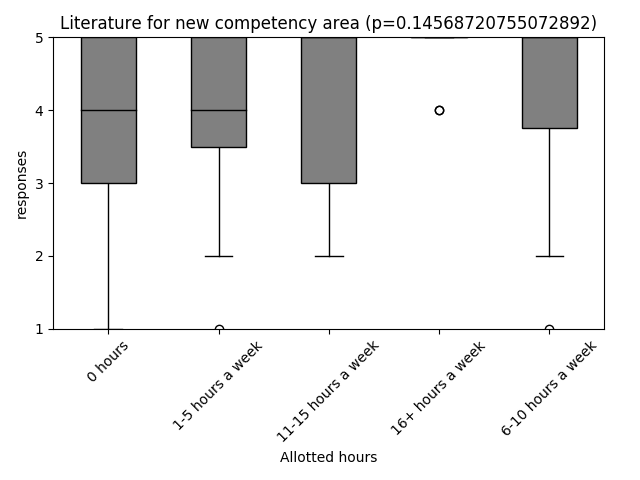 Literature for new competency area (p=0.14568720755072892)
5
4
3
2
1
responses
0 hours
1-5 hours a week
11-15 hours a week
16+ hours a week
6-10 hours a week
Allotted hours